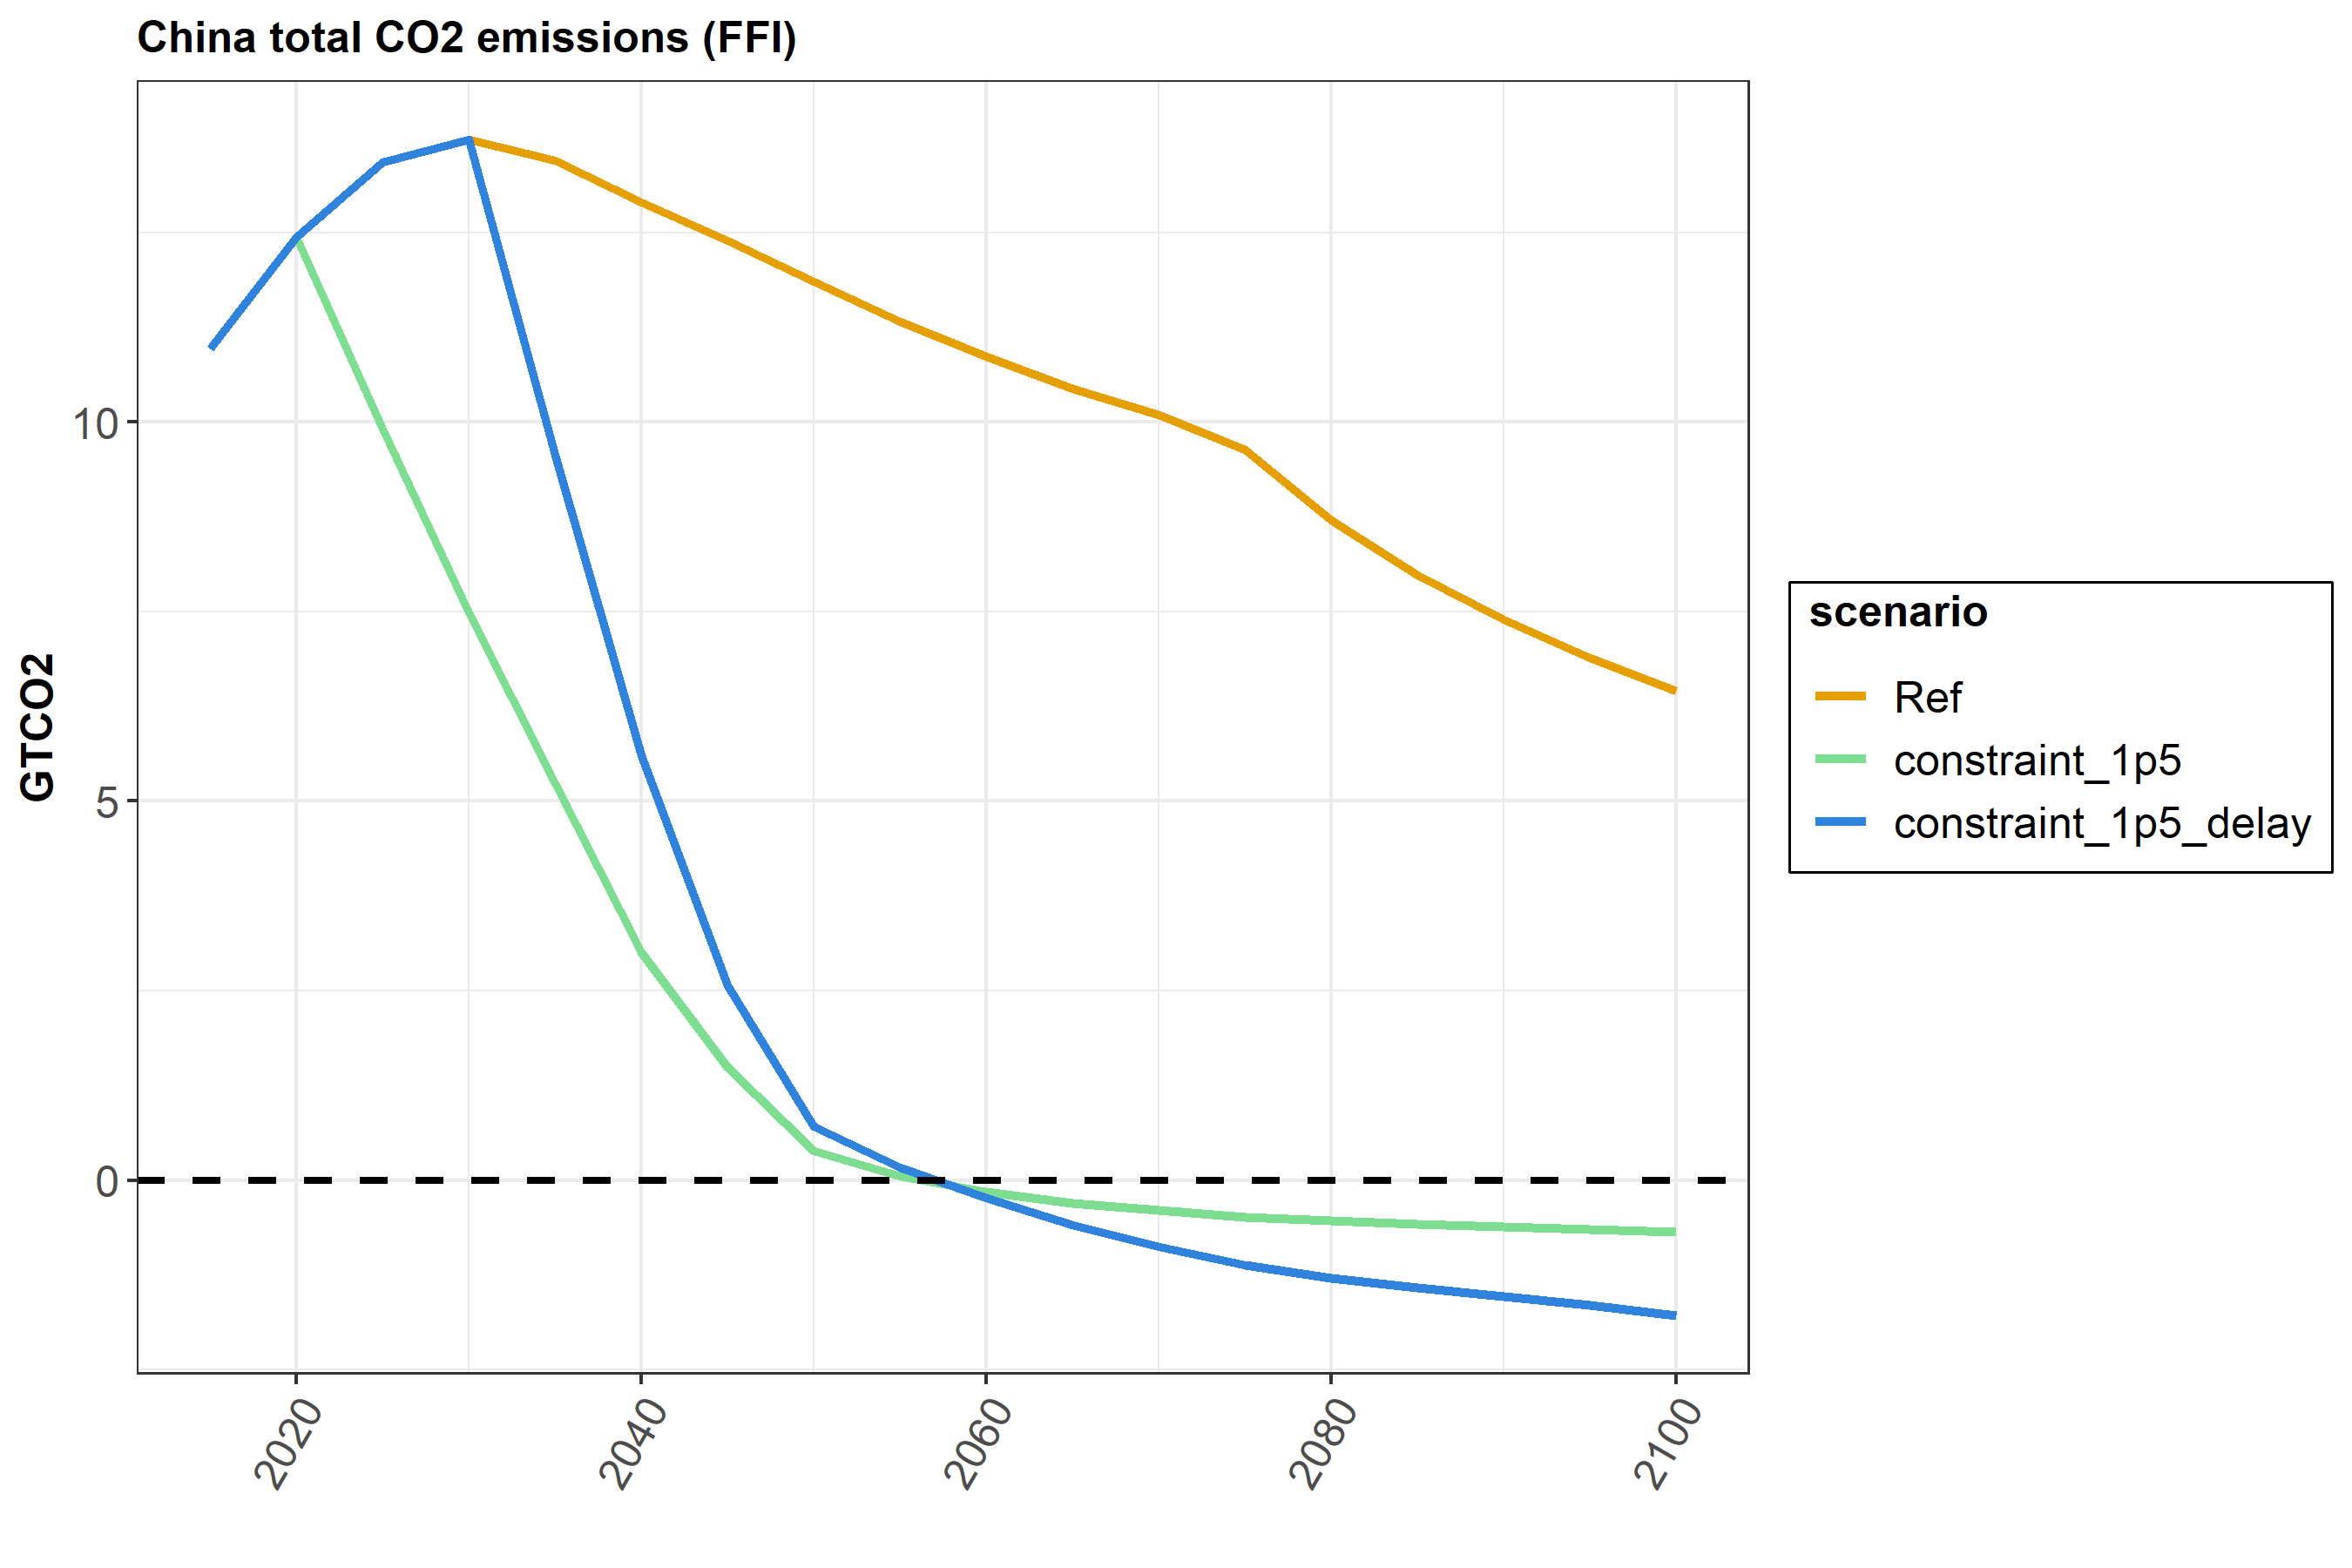 China total CO2 emissions (FFI)
GTCO2
10
5
0
2020
2040
2060
2080
2100
scenario
Ref
constraint_1p5
constraint_1p5_delay